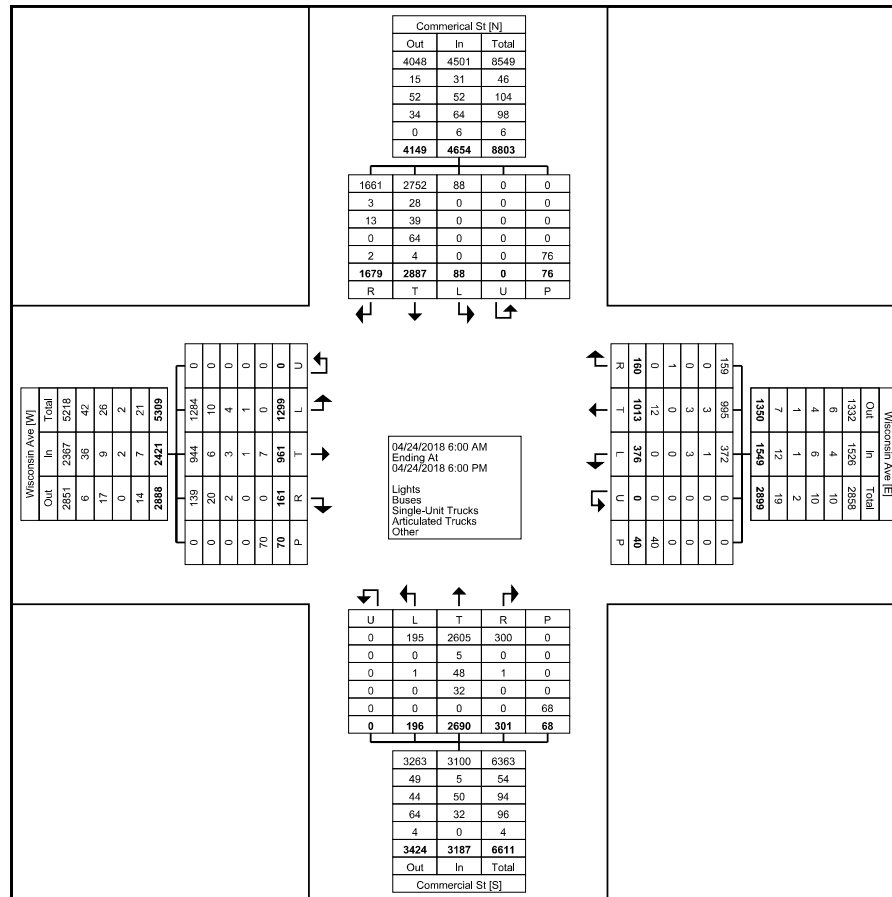 Commerical St [N]
Out In Total
4048 4501 8549
15 31 46
52 52 104
34 64 98
0 6 6
4149 4654 8803
1661 2752 88 0 0
3 28 0 0 0
13 39 0 0 0
0 64 0 0 0
2 4 0 0 76
1679 2887 88 0 76
R T L U P
Wisconsin Ave [W]
Total In Out
5218 2367 2851
42 36 6
26 9 17
2 2 0
21 7 14
5309 2421 2888
0 1284 944 139 0
0 10 6 20 0
0 4 3 2 0
0 1 1 0 0
0 0 7 0 70
0 1299 961 161 70
U L T R P
04/24/2018 6:00 AM
Ending At
04/24/2018 6:00 PM
Lights
Buses
Single-Unit Trucks
Articulated Trucks
Other
Wisconsin Ave [E]
Out In Total
1332 1526 2858
6 4 10
4 6 10
1 1 2
7 12 19
1350 1549 2899
159 995 372 0 0
0 3 1 0 0
0 3 3 0 0
1 0 0 0 0
0 12 0 0 40
160 1013 376 0 40
R T L U P
U L T R P
0 195 2605 300 0
0 0 5 0 0
0 1 48 1 0
0 0 32 0 0
0 0 0 0 68
0 196 2690 301 68
3263 3100 6363
49 5 54
44 50 94
64 32 96
4 0 4
3424 3187 6611
Out In Total
Commercial St [S]